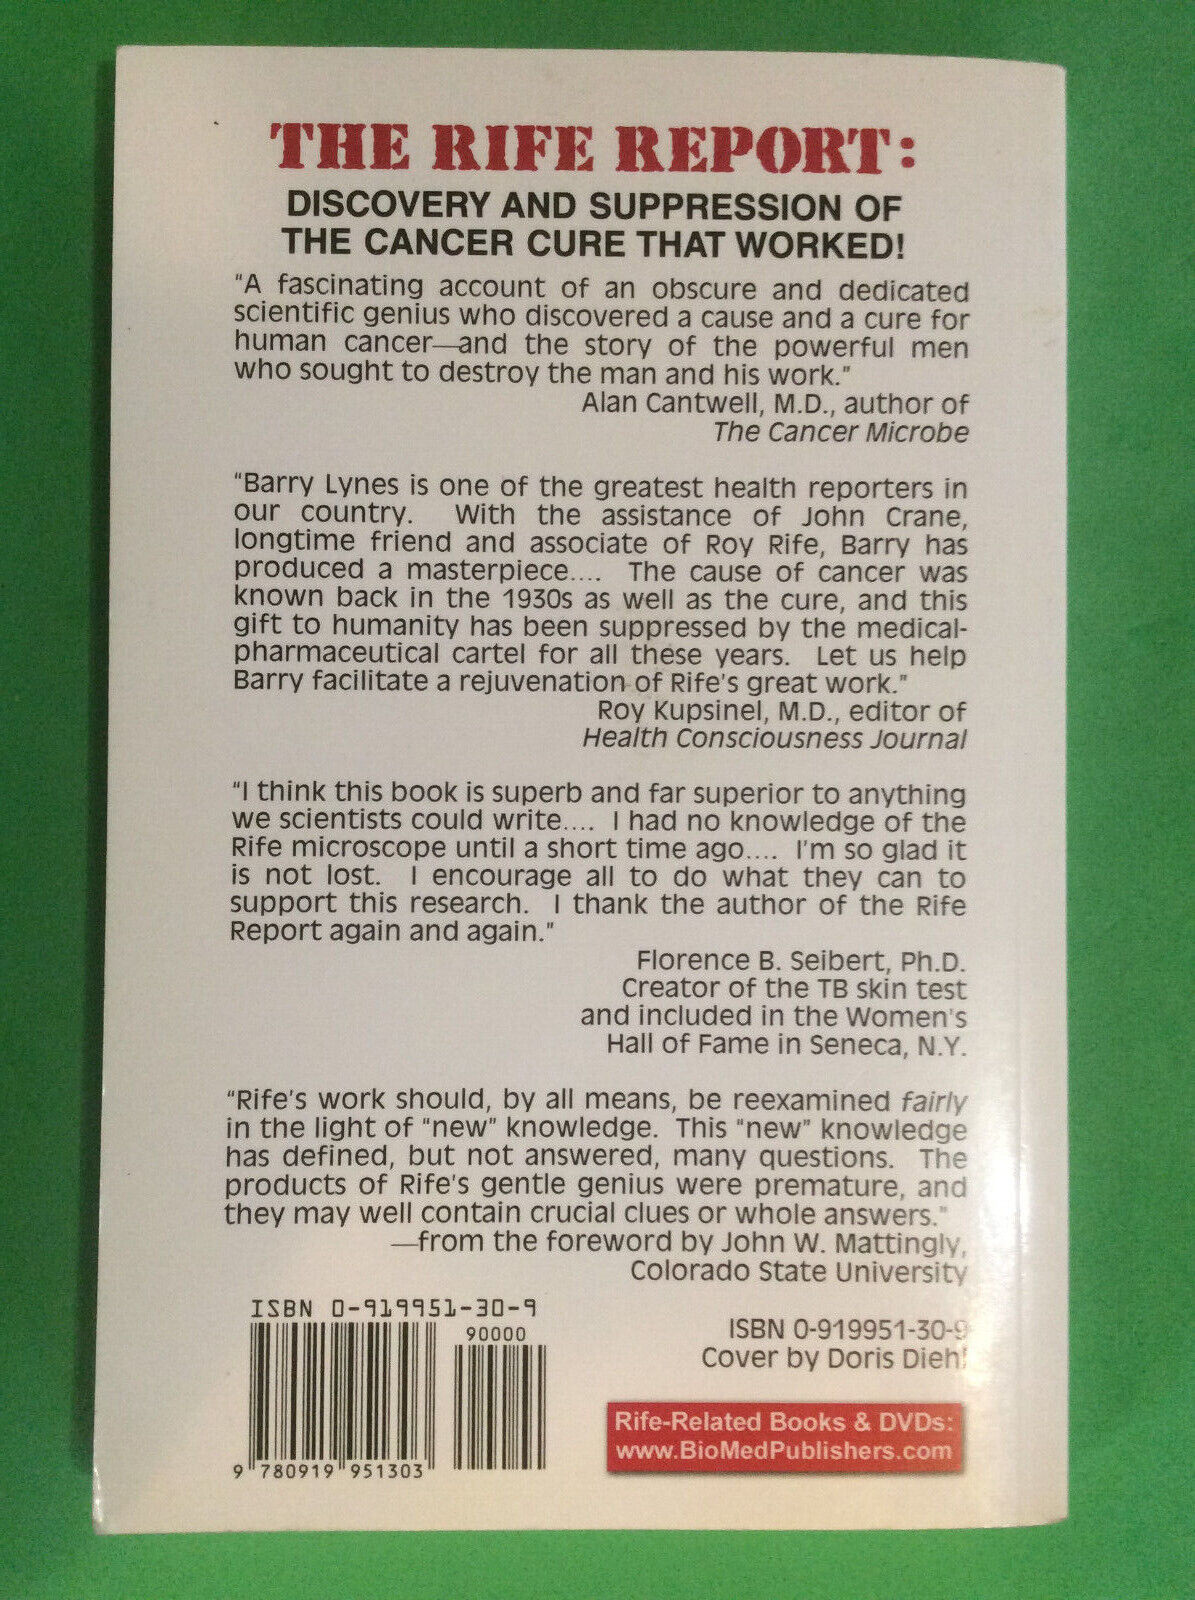 THE RIFE REPORT:
DISCOVERY AND SUPPRESSION OF
THE CANCER CURE THAT WORKED!
"A fascinating account of an obscure and dedicated
scientific genius who discovered a cause and a cure for
human cancer—and the story of the powerful men
who sought to destroy the man and his work."
Alan Cantwell, M.D., author of
The Cancer Microbe
"Barry Lynes is one of the greatest health reporters in
our country. With the assistance of John Crane,
longtime friend and associate of Roy Rife, Barry has
produced a masterpiece.... The cause of cancer was
known back in the 1930s as well as the cure, and this
gift to humanity has been suppressed by the medical-
pharmaceutical cartel for all these years. Let us help
Barry facilitate a rejuvenation of Rife's great work."
Roy Kupsinel, M.D., editor of
Health Consciousness Journal
"I think this book is superb and far superior to anything
we scientists could write.... I had no knowledge of the
Rife microscope until a short time ago.... I'm so glad it
is not lost. I encourage all to do what they can to
support this research. I thank the author of the Rife
Report again and again."
Florence B. Seibert, Ph.D.
Creator of the TB skin test
and included in the Women's
Hall of Fame in Seneca, N.Y.
"Rife's work should, by all means, be reexamined fairly
in the light of "new" knowledge. This "new" knowledge
has defined, but not answered, many questions. The
products of Rife's gentle genius were premature, and
they may well contain crucial clues or whole answers."
—from the foreword by John W. Mattingly,
Colorado State University
ISBN 0-919951-30-9
90000
9 780919 951303
ISBN 0-919951-30-9
Cover by Doris Diehl
Rife-Related Books & DVDs:
www.BioMedPublishers.com